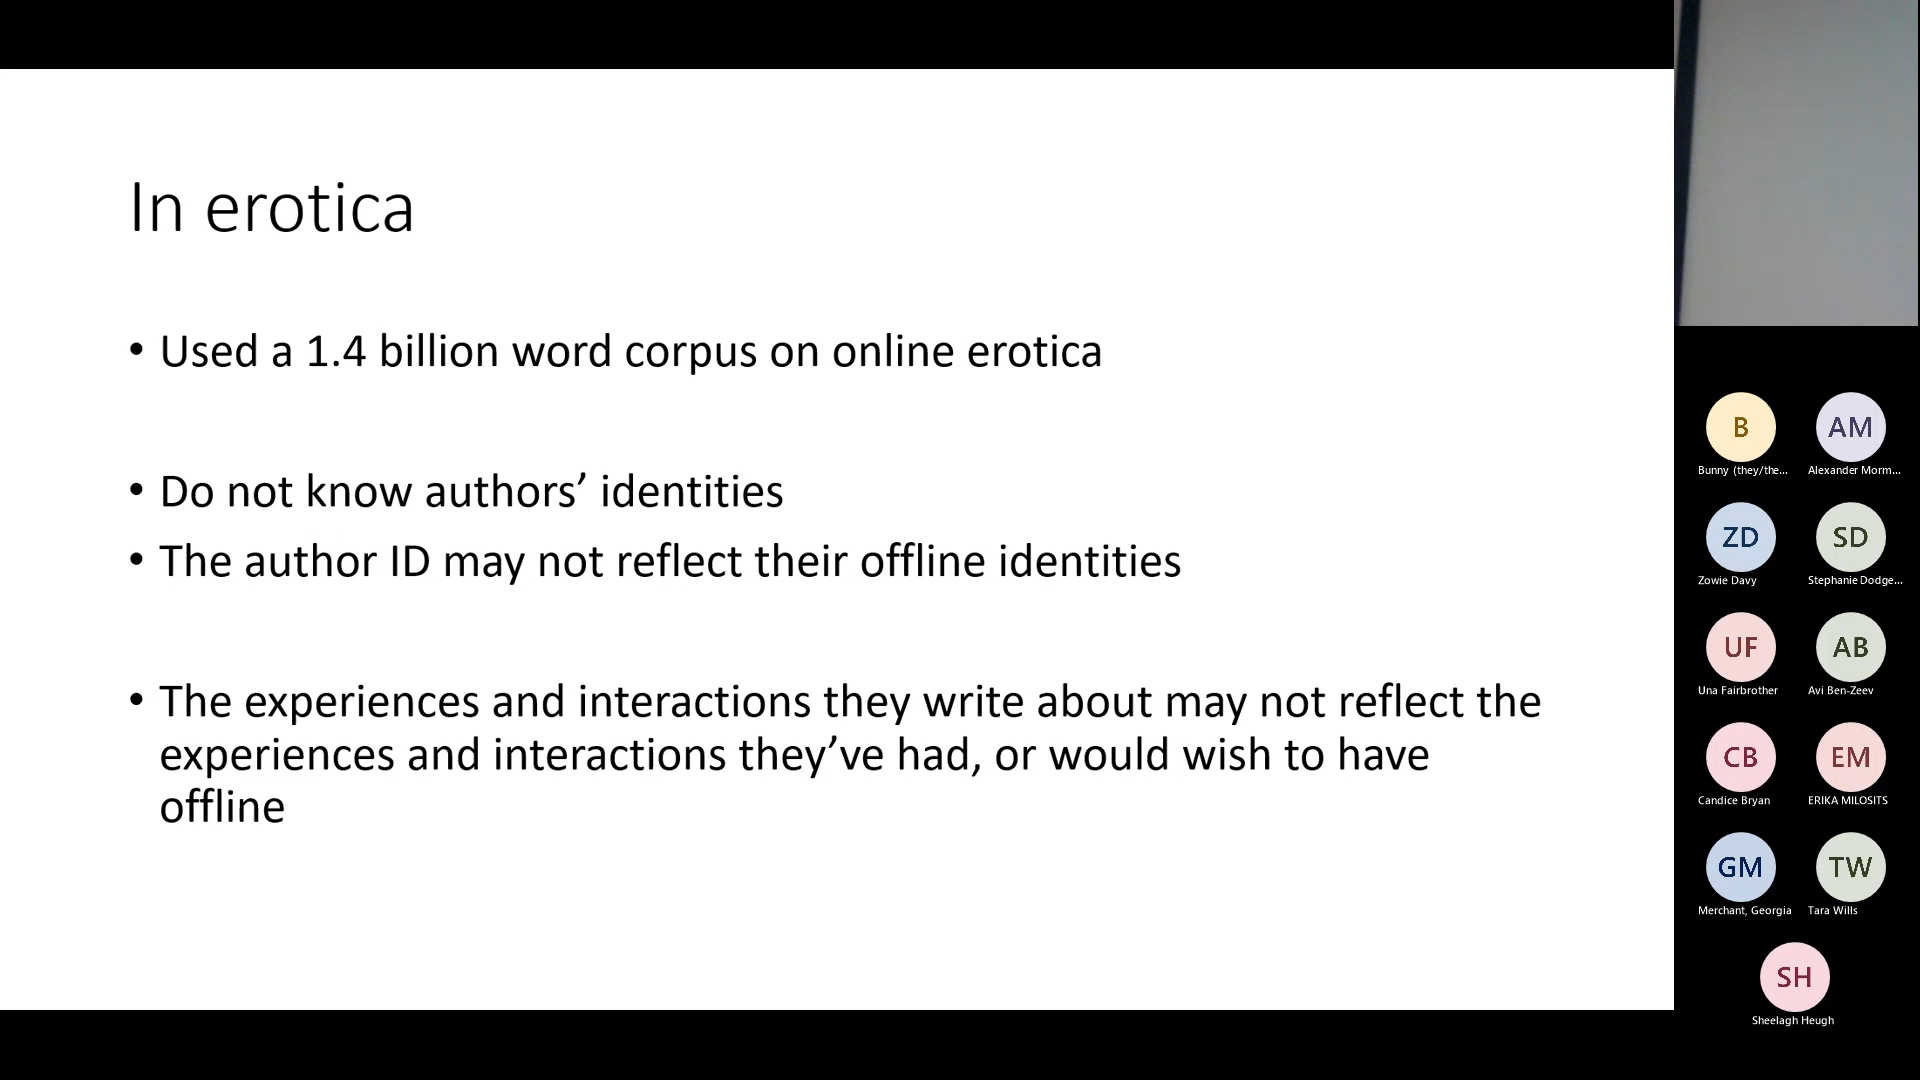 In erotica
• Used a 1.4 billion word corpus on online erotica
• Do not know authors’ identities
• The author ID may not reflect their offline identities
• The experiences and interactions they write about may not reflect the
experiences and interactions they’ve had, or would wish to have
offline
B
AM
Bunny (they/the...
Alexander Morm...
ZD
SD
Zowie Davy
Stephanie Dodge...
UF
AB
Una Fairbrother
Avi Ben-Zeev
CB
EM
Candice Bryan
ERIKA MILOSITS
GM
TW
Merchant, Georgia
Tara Wills
SH
Sheelagh Heugh